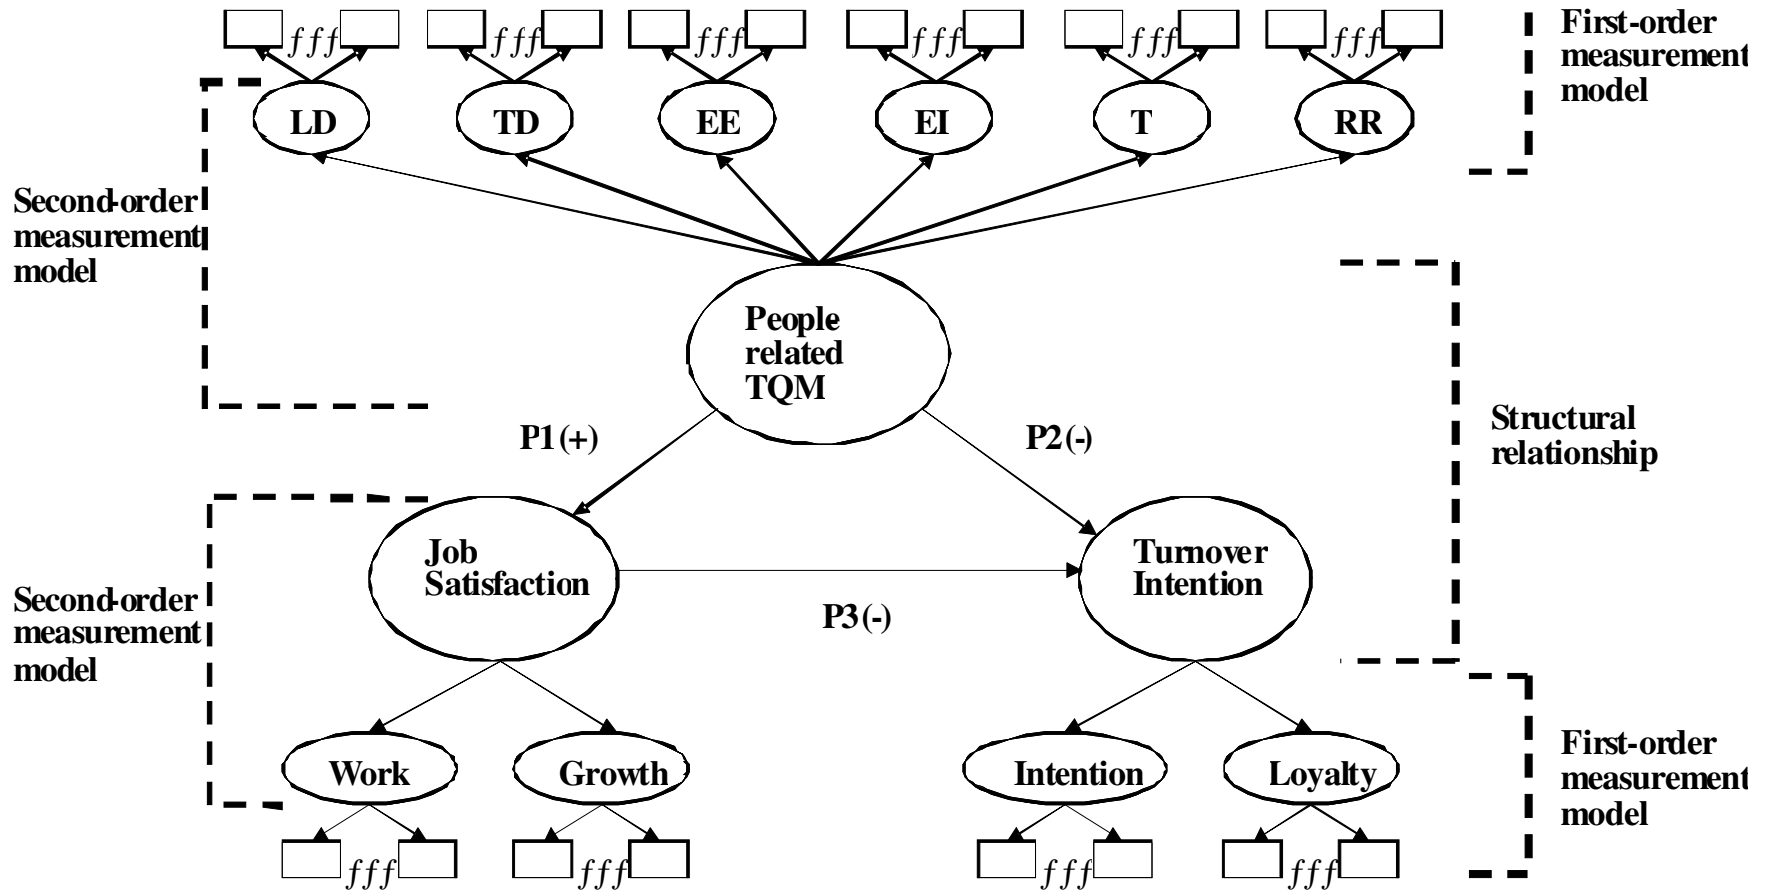 fff fff fff fff fff fff
First-order
measurement
model
LD TD EE EI T RR
Second-order
measurement
model
People-
related
TQM
Structural
relationship
P1(+) P2(-)
Job
Satisfaction
Turnover
Intention
P3(-)
Second-order
measurement
model
First-order
measurement
model
Work Growth Intention Loyalty
fff fff fff fff